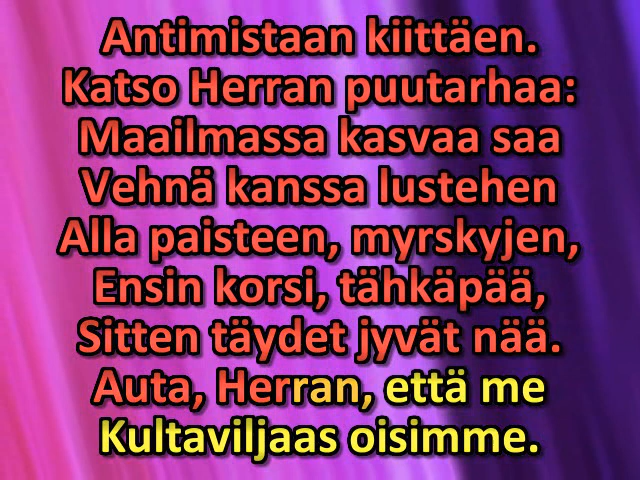 Antimistaan kiittäen.
Katso Herran puutarhaa:
Maailmassa kasvaa saa
Vehnä kanssa lustehen
Alla paisteen, myrskyjen,
Ensin korsi, tähkäpää,
Sitten täydet jyvät nää.
Auta, Herran, että me
Kultaviljaas oisimme.